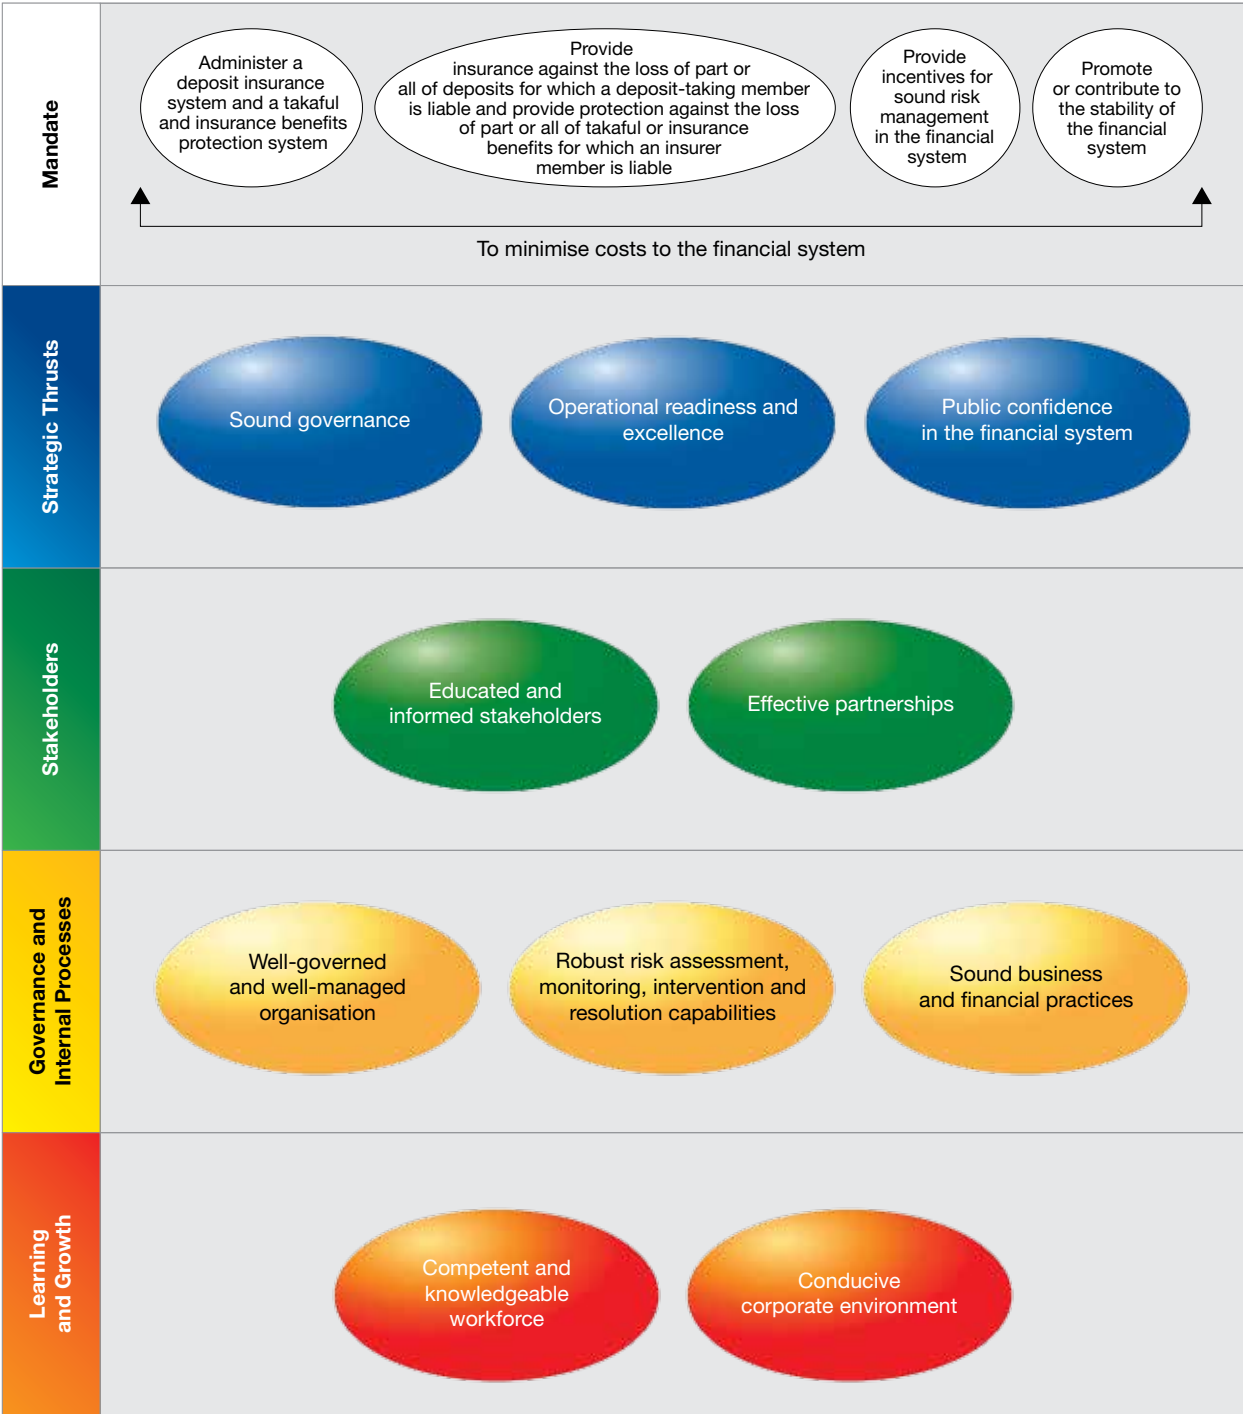 Mandate
Administer a
deposit insurance
system and a takaful
and insurance benefits
protection system
Provide
insurance against the loss of part or
all of deposits for which a deposit-taking member
is liable and provide protection against the loss
of part or all of takaful or insurance
benefits for which an insurer
member is liable
Provide
incentives for
sound risk
management
in the financial
system
Promote
or contribute to
the stability of
the financial
system
To minimise costs to the financial system
Strategic Thrusts
Sound governance
Operational readiness and
excellence
Public confidence
in the financial system
Stakeholders
Educated and
informed stakeholders
Effective partnerships
Governance and
Internal Processes
Well-governed
and well-managed
organisation
Robust risk assessment,
monitoring, intervention and
resolution capabilities
Sound business
and financial practices
Learning
and Growth
Competent and
knowledgeable
workforce
Conducive
corporate environment